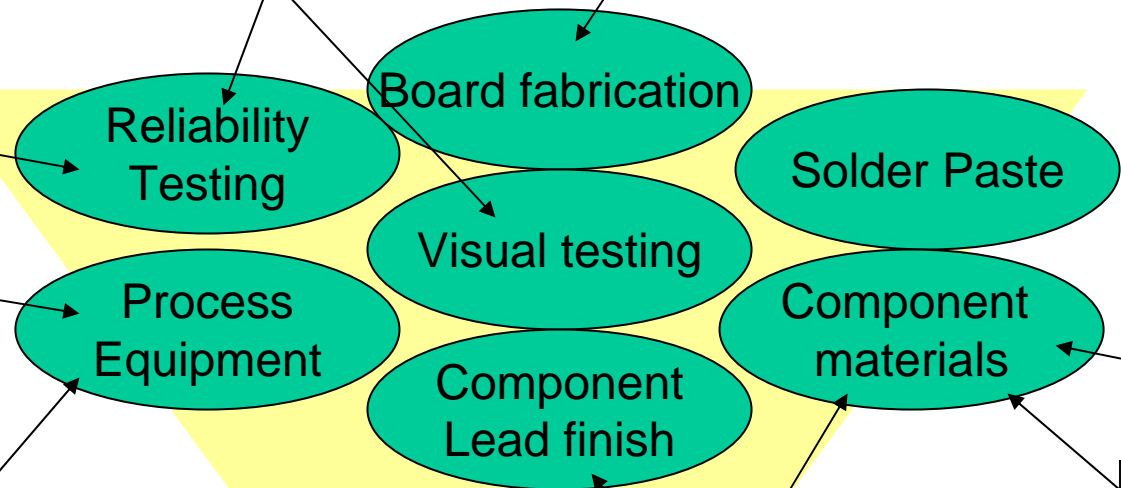 Board fabrication
Reliability
Testing
Solder Paste
Visual testing
Process
Equipment
Component
materials
Component
Lead finish